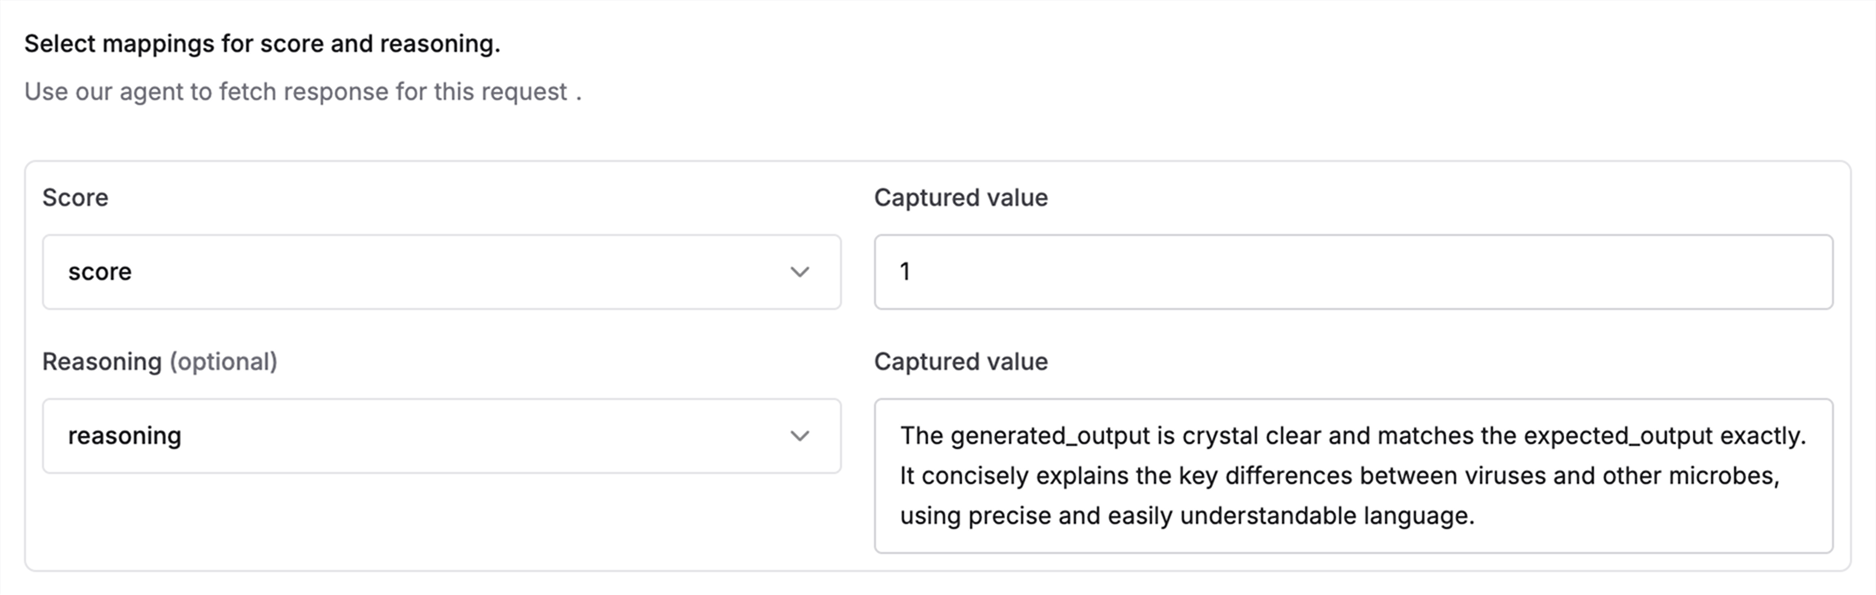 Select mappings for score and reasoning.
Use our agent to fetch response for this request .
Score
Captured value
score
1
Reasoning (optional)
Captured value
reasoning
The generated_output is crystal clear and matches the expected_output exactly.
It concisely explains the key differences between viruses and other microbes,
using precise and easily understandable language.